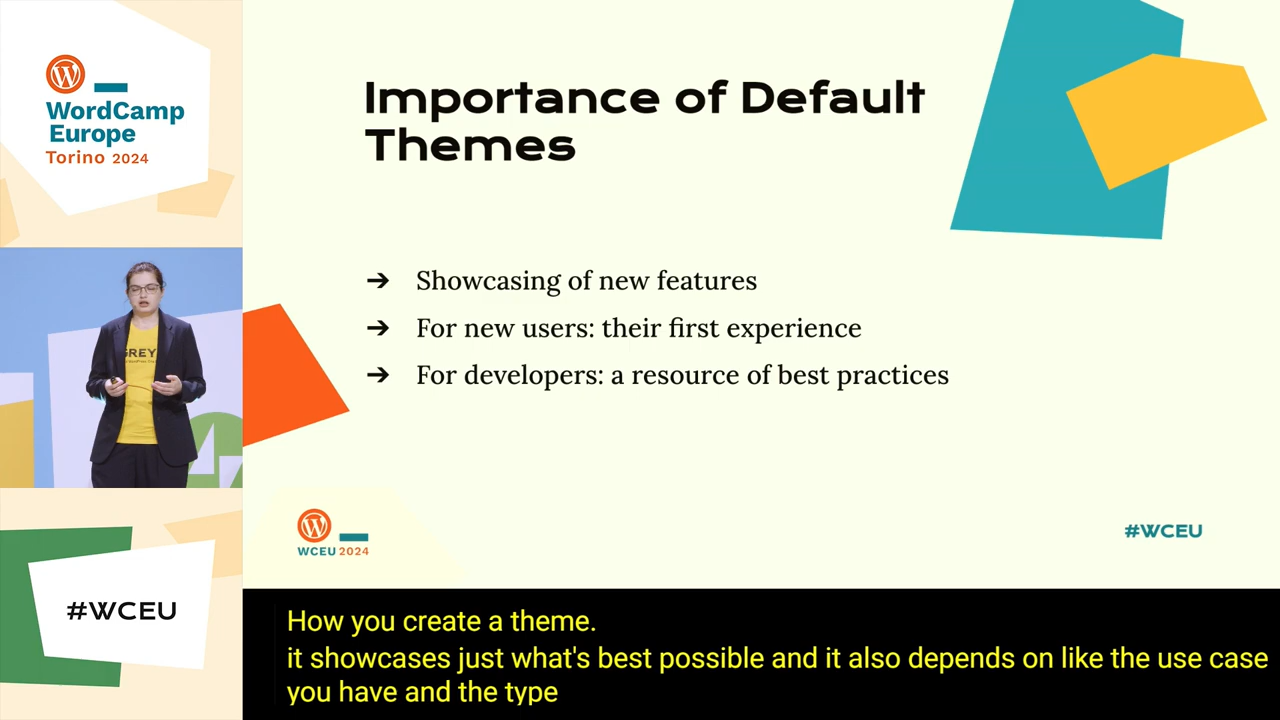 WordCamp
Europe
Torino 2024
Importance of Default
Themes
➔ Showcasing of new features
➔ For new users: their first experience
➔ For developers: a resource of best practices
GREY
WCEU 2024
#WCEU
#WCEU
How you create a theme.
it showcases just what's best possible and it also depends on like the use case
you have and the type